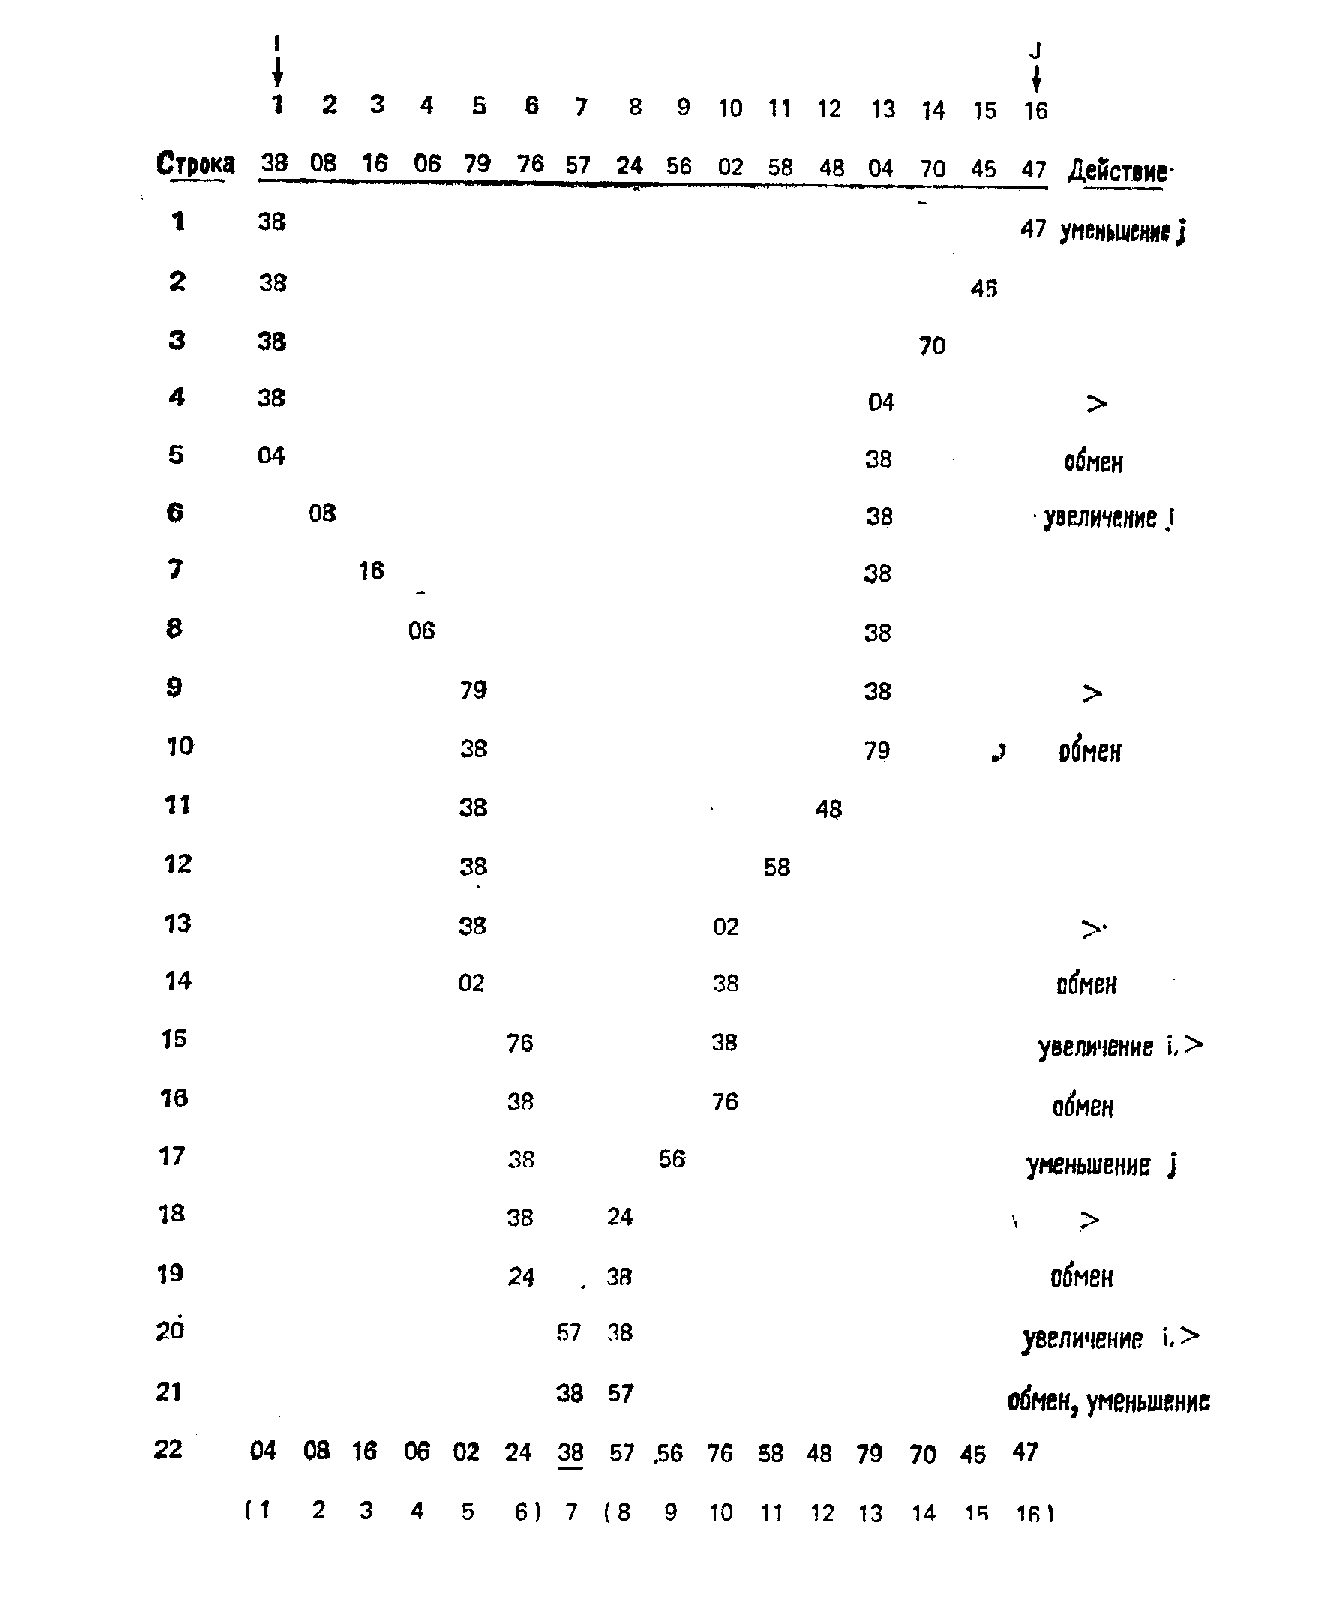 I J
1 2 3 4 5 6 7 8 9 10 11 12 13 14 15 16
Строка 38 08 16 06 79 76 57 24 56 02 58 48 04 70 45 47 Действие
1 38 47 уменьшение j
2 38 45
3 38 70
4 38 04 >
5 04 38 обмен
6 08 38 увеличение i
7 16 38
8 06 38
9 79 38 >
10 38 79 обмен
11 38 48
12 38 58
13 38 02 >
14 02 38 обмен
15 76 38 увеличение i, >
16 38 76 обмен
17 38 56 уменьшение j
18 38 24 >
19 24 38 обмен
20 57 38 увеличение i, >
21 38 57 обмен, уменьшение
22 04 08 16 06 02 24 38 57 56 76 58 48 79 70 45 47
(1 2 3 4 5 6) 7 (8 9 10 11 12 13 14 15 16)